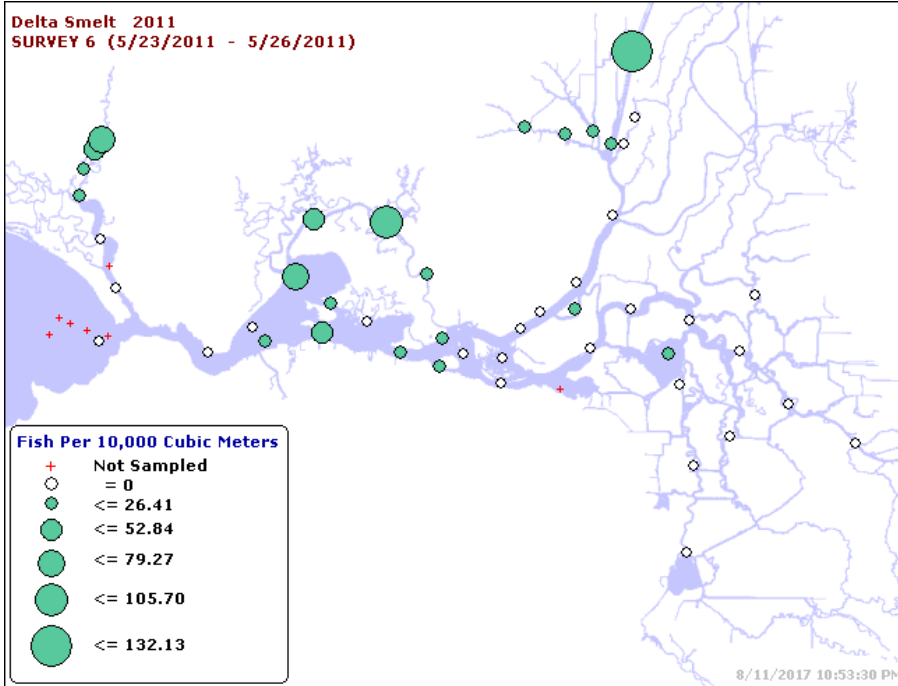 Delta Smelt 2011
SURVEY 6 (5/23/2011 - 5/26/2011)
Fish Per 10,000 Cubic Meters
Not Sampled
= 0
<= 26.41
<= 52.84
<= 79.27
<= 105.70
<= 132.13
8/11/2017 10:53:30 PM